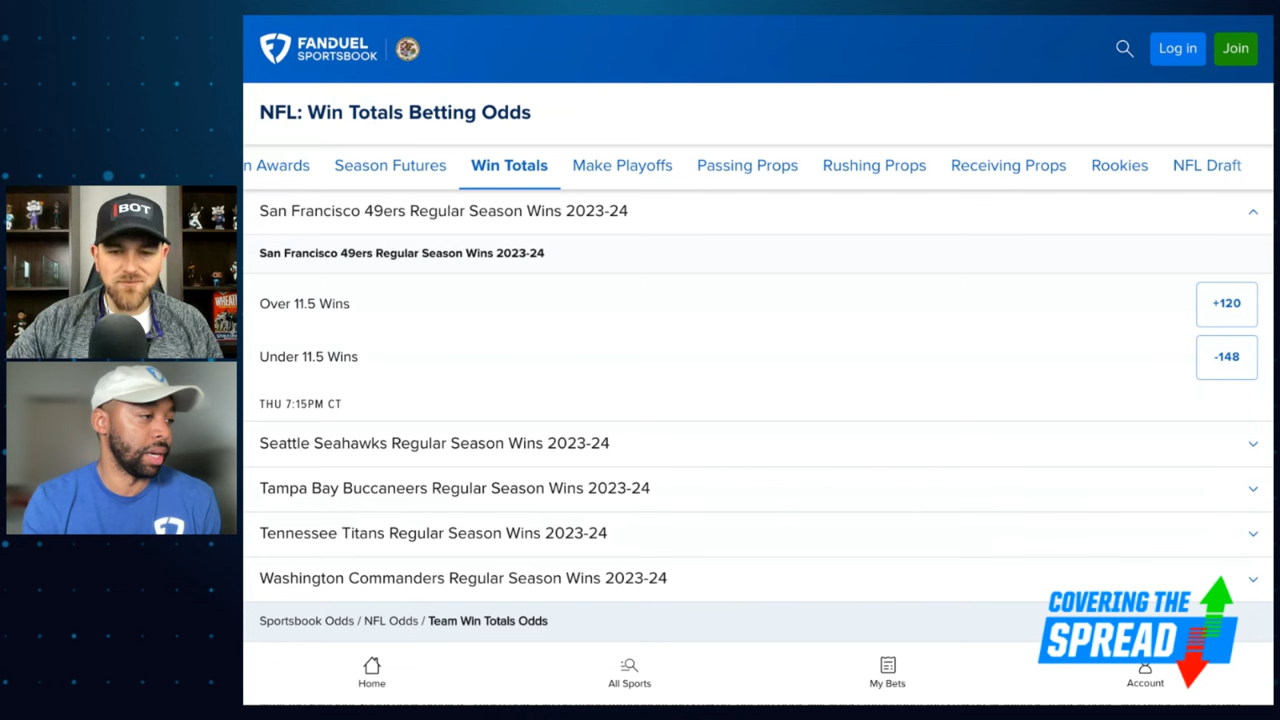 FANDUEL
SPORTSBOOK
Log in
Join
NFL: Win Totals Betting Odds
n Awards
Season Futures
Win Totals
Make Playoffs
Passing Props
Rushing Props
Receiving Props
Rookies
NFL Draft
San Francisco 49ers Regular Season Wins 2023-24
San Francisco 49ers Regular Season Wins 2023-24
Over 11.5 Wins
+120
Under 11.5 Wins
-148
THU 7:15PM CT
Seattle Seahawks Regular Season Wins 2023-24
Tampa Bay Buccaneers Regular Season Wins 2023-24
Tennessee Titans Regular Season Wins 2023-24
Washington Commanders Regular Season Wins 2023-24
Sportsbook Odds / NFL Odds / Team Win Totals Odds
Home
All Sports
My Bets
Account
COVERING THE
SPREAD
BOT
WHEATIES